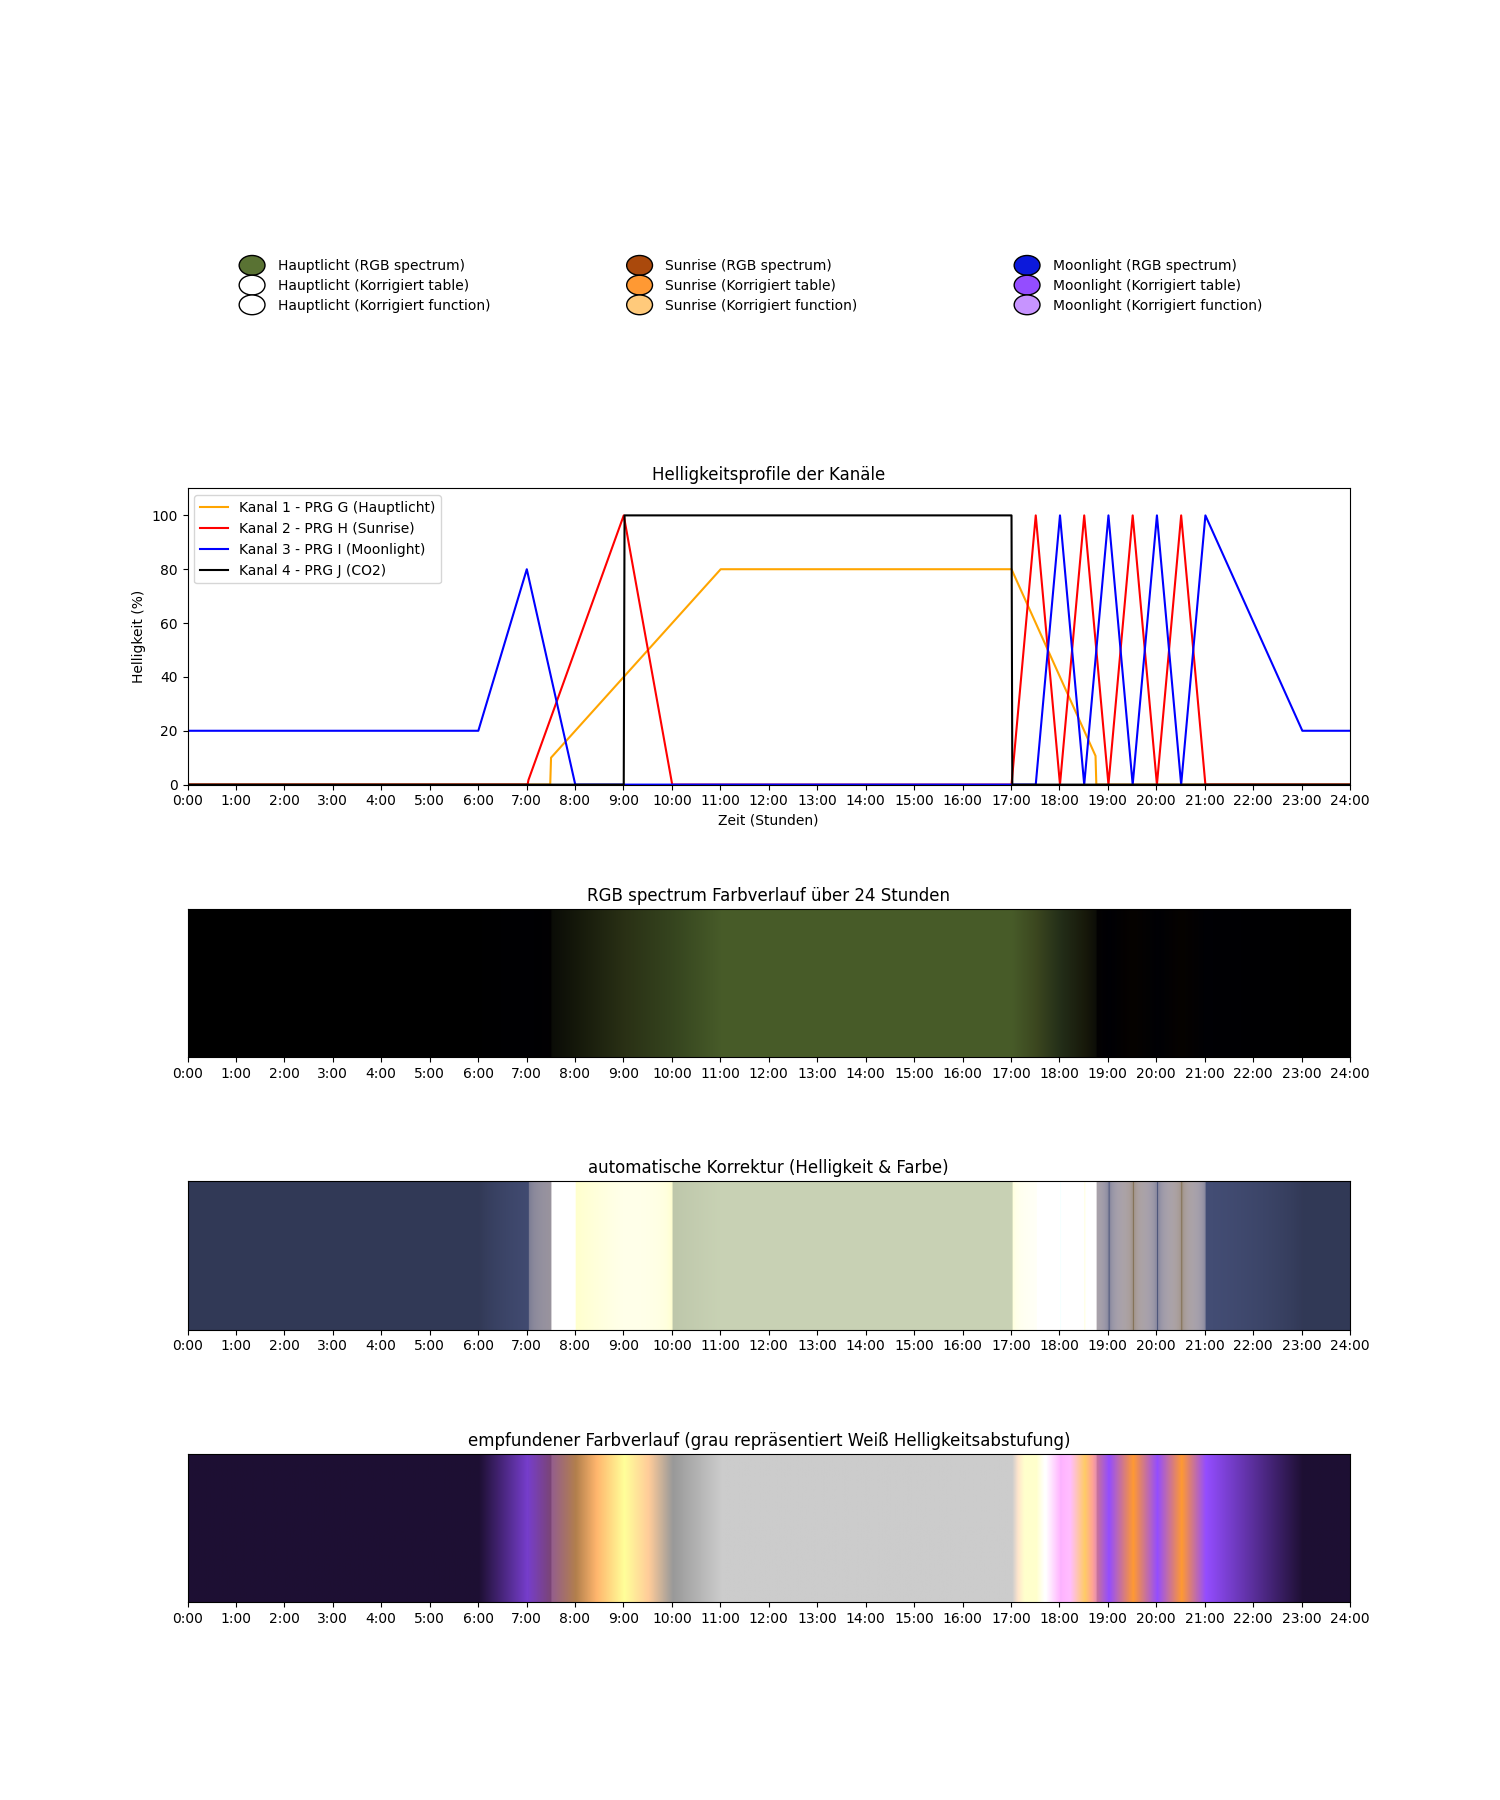 Hauptlicht (RGB spectrum)
Hauptlicht (Korrigiert table)
Hauptlicht (Korrigiert function)
Sunrise (RGB spectrum)
Sunrise (Korrigiert table)
Sunrise (Korrigiert function)
Moonlight (RGB spectrum)
Moonlight (Korrigiert table)
Moonlight (Korrigiert function)
Helligkeitsprofile der Kanäle
Kanal 1 - PRG G (Hauptlicht)
Kanal 2 - PRG H (Sunrise)
Kanal 3 - PRG I (Moonlight)
Kanal 4 - PRG J (CO2)
Helligkeit (%)
100
80
60
40
20
0
0:00 1:00 2:00 3:00 4:00 5:00 6:00 7:00 8:00 9:00 10:00 11:00 12:00 13:00 14:00 15:00 16:00 17:00 18:00 19:00 20:00 21:00 22:00 23:00 24:00
Zeit (Stunden)
RGB spectrum Farbverlauf über 24 Stunden
0:00 1:00 2:00 3:00 4:00 5:00 6:00 7:00 8:00 9:00 10:00 11:00 12:00 13:00 14:00 15:00 16:00 17:00 18:00 19:00 20:00 21:00 22:00 23:00 24:00
automatische Korrektur (Helligkeit & Farbe)
0:00 1:00 2:00 3:00 4:00 5:00 6:00 7:00 8:00 9:00 10:00 11:00 12:00 13:00 14:00 15:00 16:00 17:00 18:00 19:00 20:00 21:00 22:00 23:00 24:00
empfundener Farbverlauf (grau repräsentiert Weiß Helligkeitsabstufung)
0:00 1:00 2:00 3:00 4:00 5:00 6:00 7:00 8:00 9:00 10:00 11:00 12:00 13:00 14:00 15:00 16:00 17:00 18:00 19:00 20:00 21:00 22:00 23:00 24:00